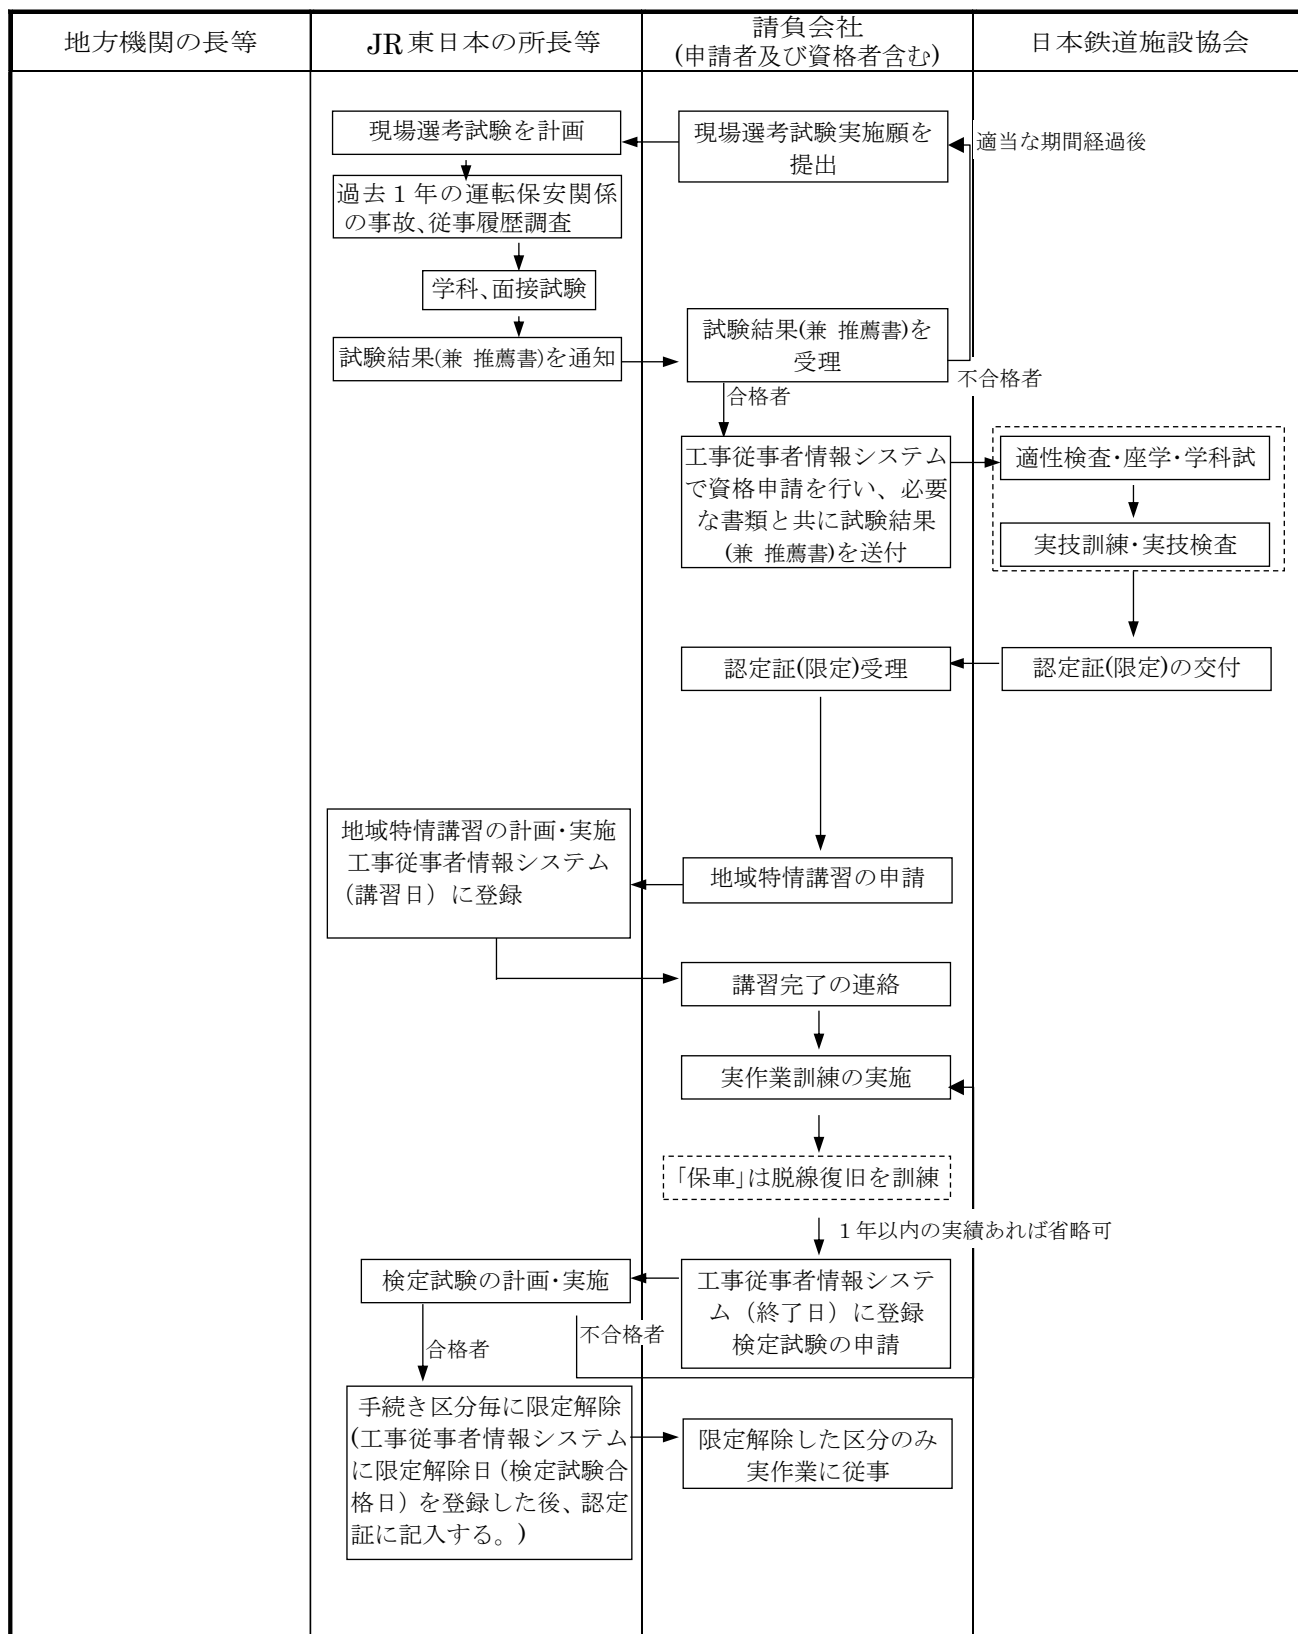 地方機関の長等
JR東日本の所長等
請負会社
(申請者及び資格者含む)
日本鉄道施設協会
現場選考試験を計画
現場選考試験実施願を
提出
適当な期間経過後
過去1年の運転保安関係
の事故、従事履歴調査
学科、面接試験
試験結果(兼 推薦書)を通知
試験結果(兼 推薦書)を
受理
不合格者
合格者
工事従事者情報システム
で資格申請を行い、必要
な書類と共に試験結果
(兼 推薦書)を送付
適性検査・座学・学科試
実技訓練・実技検査
認定証(限定)受理
認定証(限定)の交付
地域特情講習の計画・実施
工事従事者情報システム
(講習日)に登録
地域特情講習の申請
講習完了の連絡
実作業訓練の実施
「保車」は脱線復旧を訓練
1年以内の実績あれば省略可
検定試験の計画・実施
工事従事者情報システ
ム(終了日)に登録
検定試験の申請
不合格者
合格者
手続き区分毎に限定解除
(工事従事者情報システム
に限定解除日(検定試験合
格日)を登録した後、認定
証に記入する。)
限定解除した区分のみ
実作業に従事